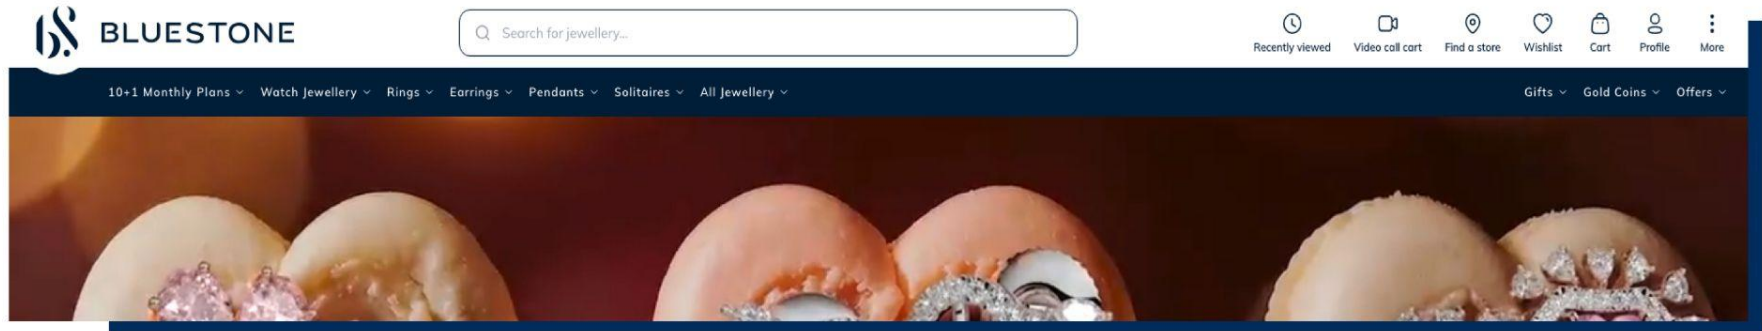 BLUESTONE
Search for jewellery...
Recently viewed
Video call cart
Find a store
Wishlist
Cart
Profile
More
10+1 Monthly Plans
Watch Jewellery
Rings
Earrings
Pendants
Solitaires
All Jewellery
Gifts
Gold Coins
Offers